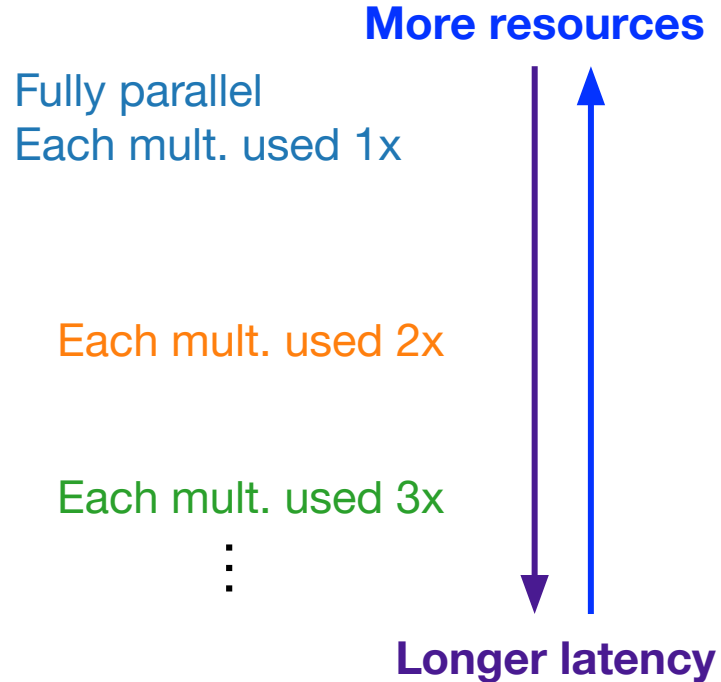 More resources
Fully parallel
Each mult. used 1x
Each mult. used 2x
Each mult. used 3x
⋮
Longer latency